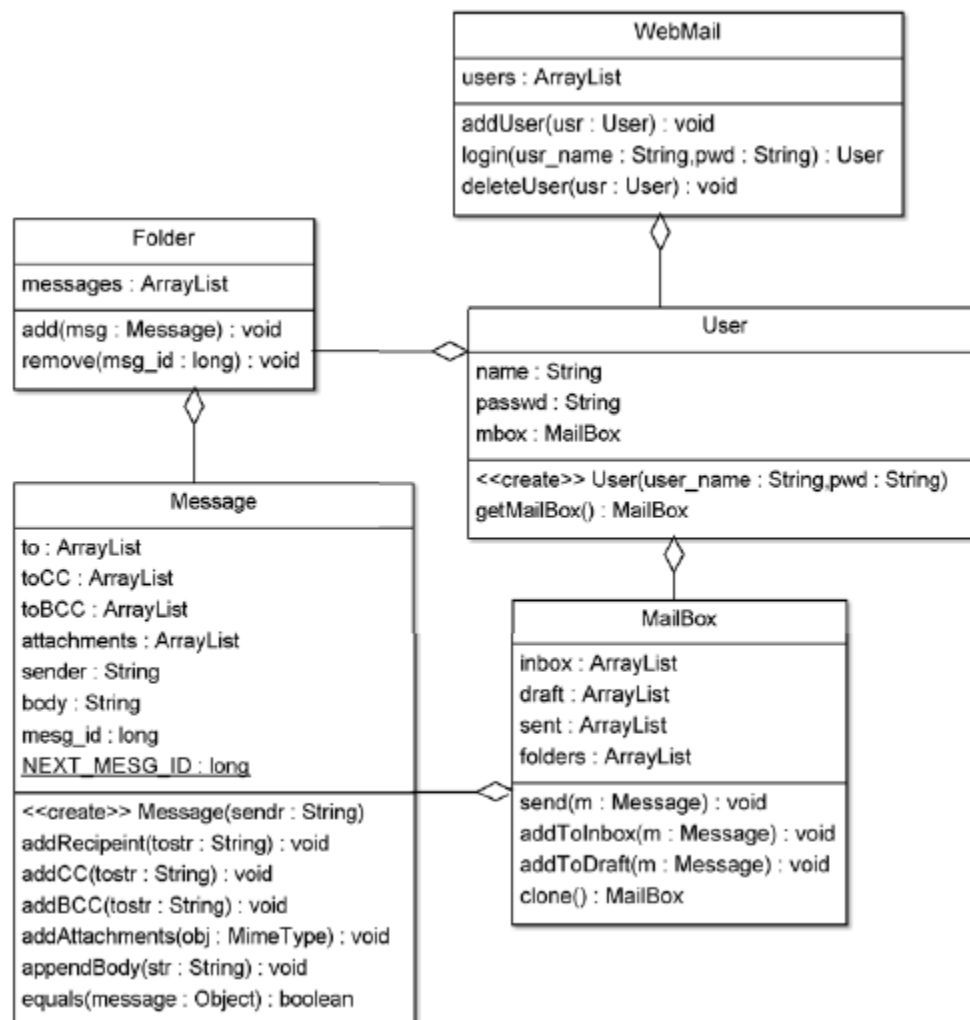 WebMail
users : ArrayList
addUser(usr : User) : void
login(usr_name : String,pwd : String) : User
deleteUser(usr : User) : void
Folder
messages : ArrayList
add(msg : Message) : void
remove(msg_id : long) : void
User
name : String
passwd : String
mbox : MailBox
<<create>> User(user_name : String,pwd : String)
getMailBox() : MailBox
Message
to : ArrayList
toCC : ArrayList
toBCC : ArrayList
attachments : ArrayList
sender : String
body : String
mesg_id : long
NEXT_MESG_ID : long
<<create>> Message(sendr : String)
addRecipeint(tostr : String) : void
addCC(tostr : String) : void
addBCC(tostr : String) : void
addAttachments(obj : MimeType) : void
appendBody(str : String) : void
equals(message : Object) : boolean
MailBox
inbox : ArrayList
draft : ArrayList
sent : ArrayList
folders : ArrayList
send(m : Message) : void
addToInbox(m : Message) : void
addToDraft(m : Message) : void
clone() : MailBox